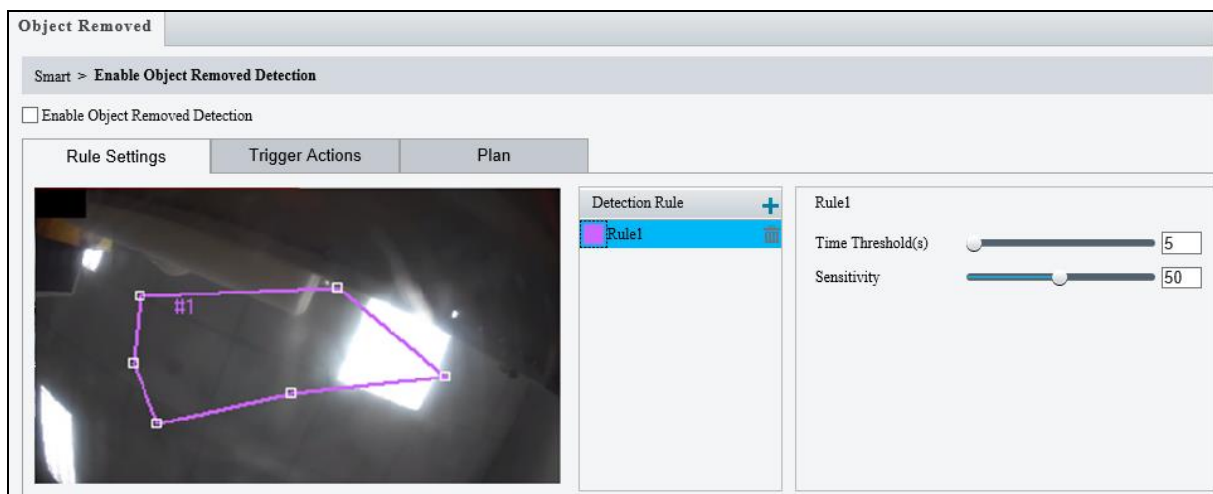 Object Removed
Smart > Enable Object Removed Detection
Enable Object Removed Detection
Rule Settings Trigger Actions Plan
#1
Detection Rule
Rule1
Rule1
Time Threshold(s) 5
Sensitivity 50